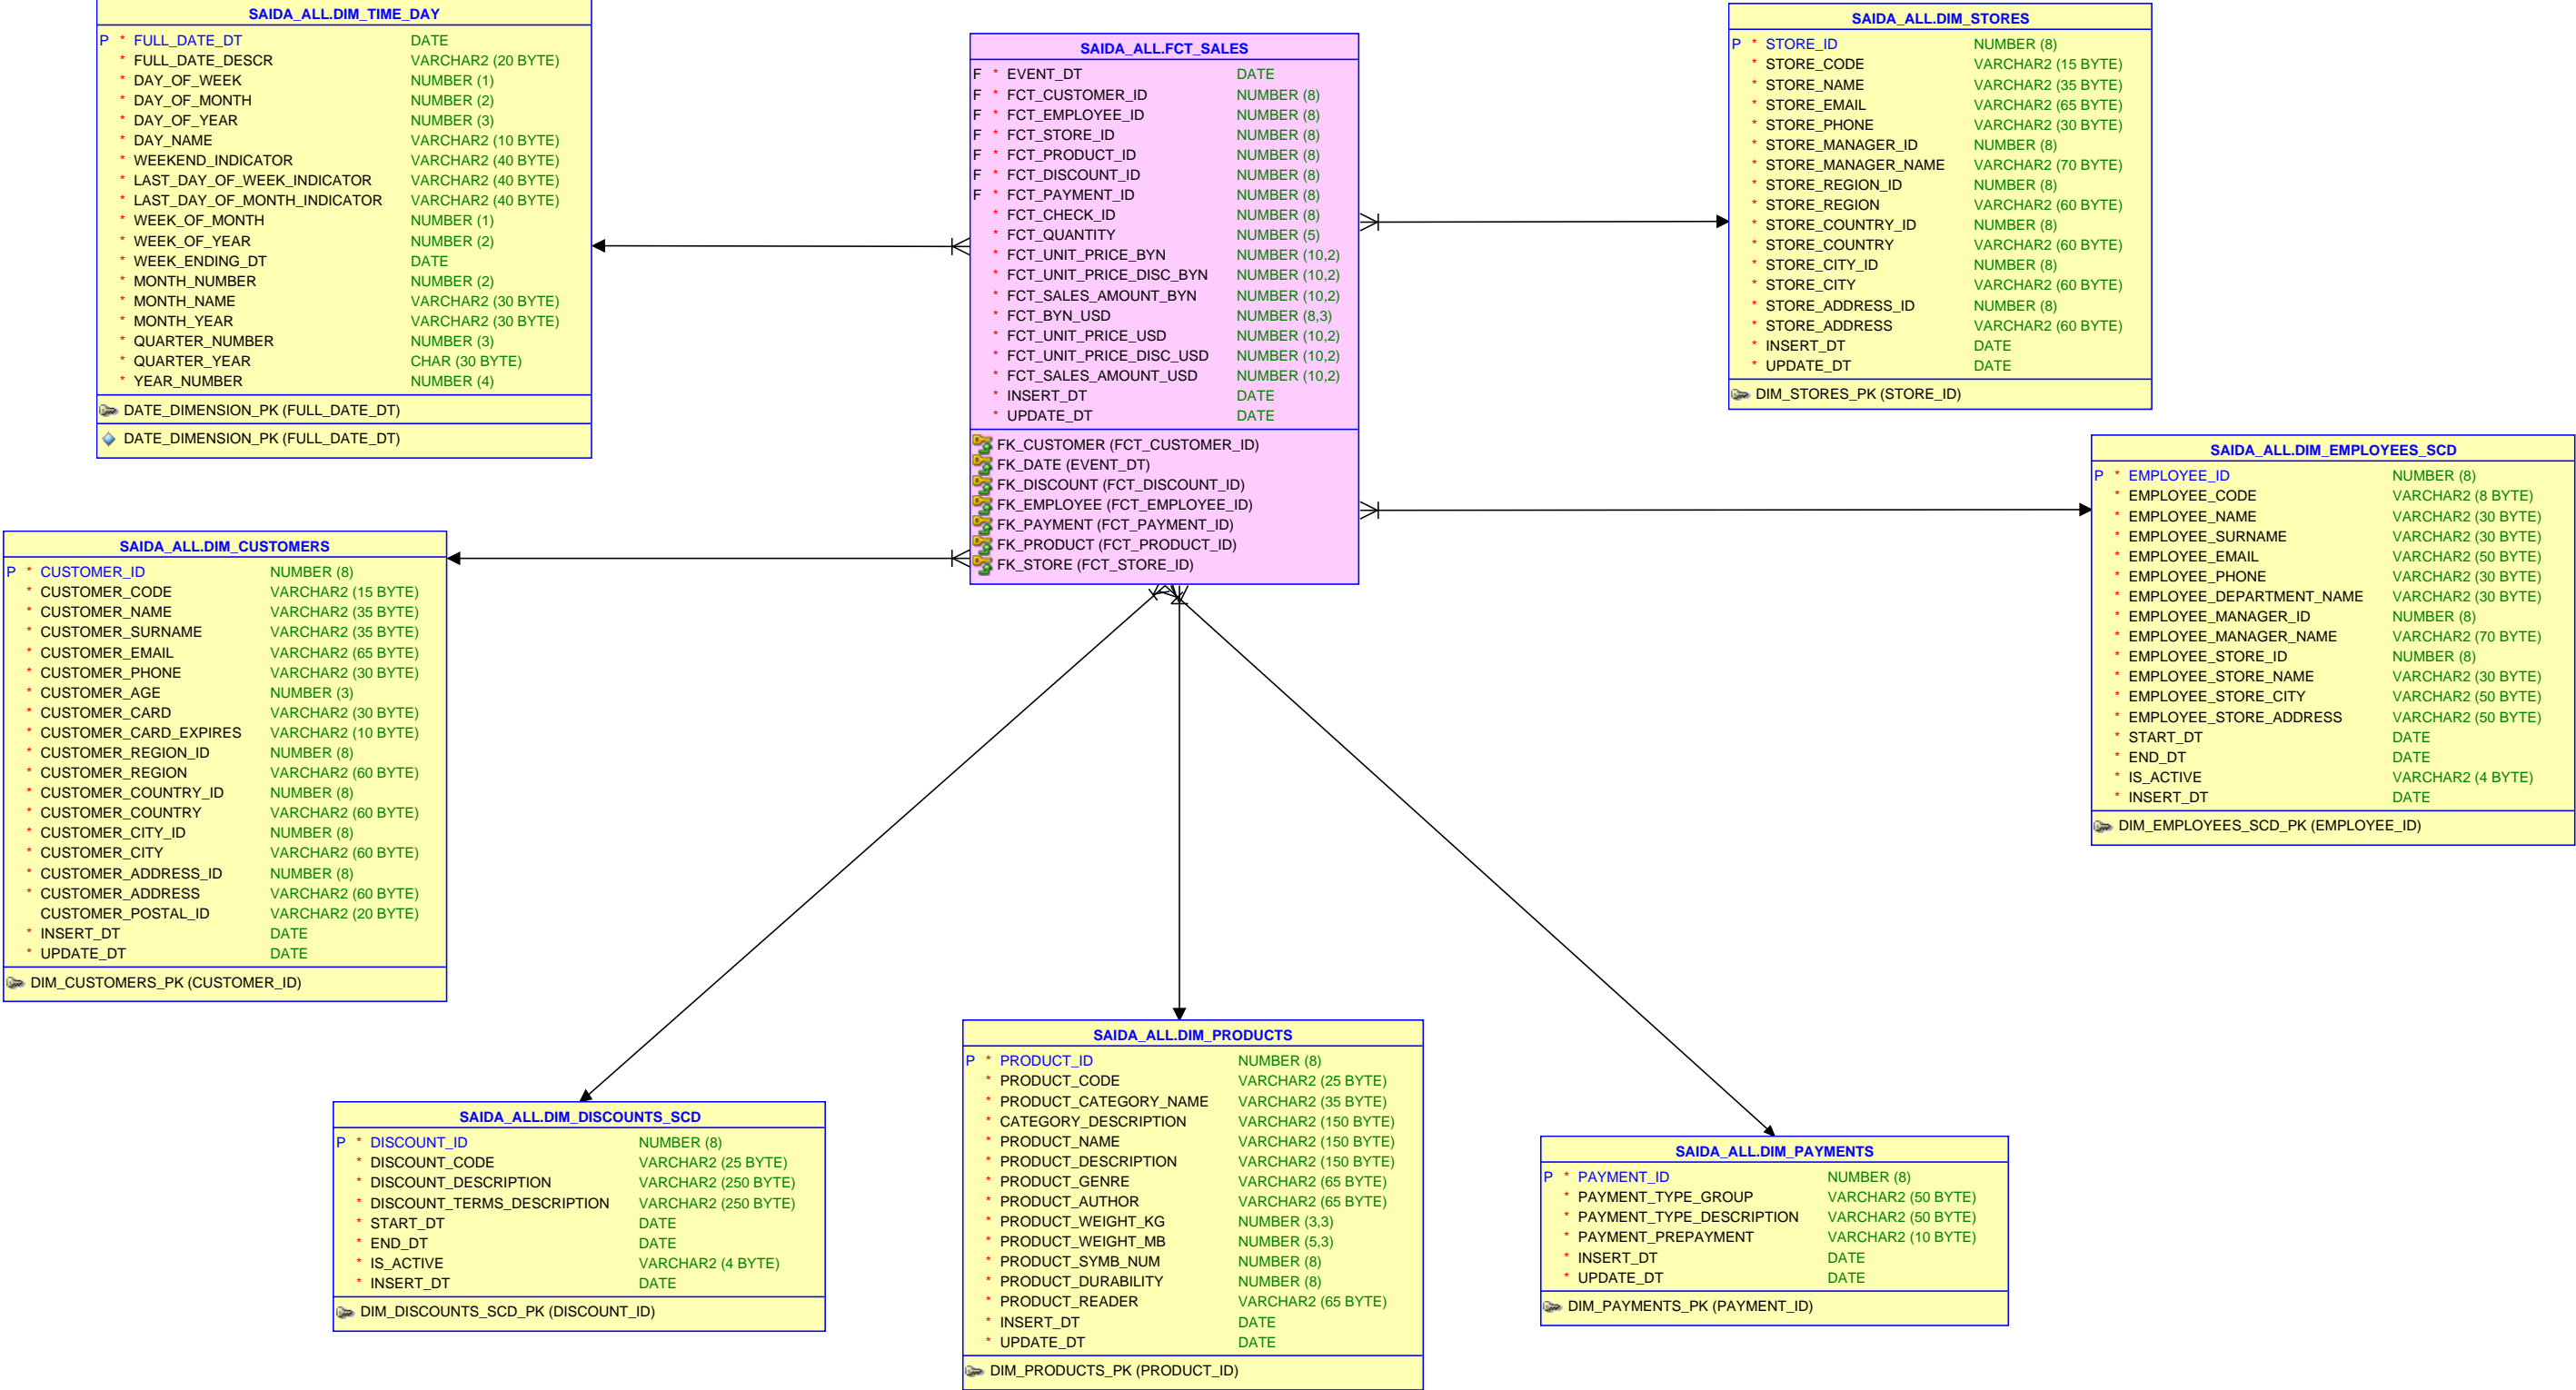 SAIDA_ALL.DIM_TIME_DAY
P * FULL_DATE_DT DATE
* FULL_DATE_DESCR VARCHAR2 (20 BYTE)
* DAY_OF_WEEK NUMBER (1)
* DAY_OF_MONTH NUMBER (2)
* DAY_OF_YEAR NUMBER (3)
* DAY_NAME VARCHAR2 (10 BYTE)
* WEEKEND_INDICATOR VARCHAR2 (40 BYTE)
* LAST_DAY_OF_WEEK_INDICATOR VARCHAR2 (40 BYTE)
* LAST_DAY_OF_MONTH_INDICATOR VARCHAR2 (40 BYTE)
* WEEK_OF_MONTH NUMBER (1)
* WEEK_OF_YEAR NUMBER (2)
* WEEK_ENDING_DT DATE
* MONTH_NUMBER NUMBER (2)
* MONTH_NAME VARCHAR2 (30 BYTE)
* MONTH_YEAR VARCHAR2 (30 BYTE)
* QUARTER_NUMBER NUMBER (3)
* QUARTER_YEAR CHAR (30 BYTE)
* YEAR_NUMBER NUMBER (4)
DATE_DIMENSION_PK (FULL_DATE_DT)
DATE_DIMENSION_PK (FULL_DATE_DT)
SAIDA_ALL.FCT_SALES
F * EVENT_DT DATE
F * FCT_CUSTOMER_ID NUMBER (8)
F * FCT_EMPLOYEE_ID NUMBER (8)
F * FCT_STORE_ID NUMBER (8)
F * FCT_PRODUCT_ID NUMBER (8)
F * FCT_DISCOUNT_ID NUMBER (8)
F * FCT_PAYMENT_ID NUMBER (8)
* FCT_CHECK_ID NUMBER (8)
* FCT_QUANTITY NUMBER (5)
* FCT_UNIT_PRICE_BYN NUMBER (10,2)
* FCT_UNIT_PRICE_DISC_BYN NUMBER (10,2)
* FCT_SALES_AMOUNT_BYN NUMBER (10,2)
* FCT_BYN_USD NUMBER (8,3)
* FCT_UNIT_PRICE_USD NUMBER (10,2)
* FCT_UNIT_PRICE_DISC_USD NUMBER (10,2)
* FCT_SALES_AMOUNT_USD NUMBER (10,2)
* INSERT_DT DATE
* UPDATE_DT DATE
FK_CUSTOMER (FCT_CUSTOMER_ID)
FK_DATE (EVENT_DT)
FK_DISCOUNT (FCT_DISCOUNT_ID)
FK_EMPLOYEE (FCT_EMPLOYEE_ID)
FK_PAYMENT (FCT_PAYMENT_ID)
FK_PRODUCT (FCT_PRODUCT_ID)
FK_STORE (FCT_STORE_ID)
SAIDA_ALL.DIM_STORES
P * STORE_ID NUMBER (8)
* STORE_CODE VARCHAR2 (15 BYTE)
* STORE_NAME VARCHAR2 (35 BYTE)
* STORE_EMAIL VARCHAR2 (65 BYTE)
* STORE_PHONE VARCHAR2 (30 BYTE)
* STORE_MANAGER_ID NUMBER (8)
* STORE_MANAGER_NAME VARCHAR2 (70 BYTE)
* STORE_REGION_ID NUMBER (8)
* STORE_REGION VARCHAR2 (60 BYTE)
* STORE_COUNTRY_ID NUMBER (8)
* STORE_COUNTRY VARCHAR2 (60 BYTE)
* STORE_CITY_ID NUMBER (8)
* STORE_CITY VARCHAR2 (60 BYTE)
* STORE_ADDRESS_ID NUMBER (8)
* STORE_ADDRESS VARCHAR2 (60 BYTE)
* INSERT_DT DATE
* UPDATE_DT DATE
DIM_STORES_PK (STORE_ID)
SAIDA_ALL.DIM_EMPLOYEES_SCD
P * EMPLOYEE_ID NUMBER (8)
* EMPLOYEE_CODE VARCHAR2 (8 BYTE)
* EMPLOYEE_NAME VARCHAR2 (30 BYTE)
* EMPLOYEE_SURNAME VARCHAR2 (30 BYTE)
* EMPLOYEE_EMAIL VARCHAR2 (50 BYTE)
* EMPLOYEE_PHONE VARCHAR2 (30 BYTE)
* EMPLOYEE_DEPARTMENT_NAME VARCHAR2 (30 BYTE)
* EMPLOYEE_MANAGER_ID NUMBER (8)
* EMPLOYEE_MANAGER_NAME VARCHAR2 (70 BYTE)
* EMPLOYEE_STORE_ID NUMBER (8)
* EMPLOYEE_STORE_NAME VARCHAR2 (30 BYTE)
* EMPLOYEE_STORE_CITY VARCHAR2 (50 BYTE)
* EMPLOYEE_STORE_ADDRESS VARCHAR2 (50 BYTE)
* START_DT DATE
* END_DT DATE
* IS_ACTIVE VARCHAR2 (4 BYTE)
* INSERT_DT DATE
DIM_EMPLOYEES_SCD_PK (EMPLOYEE_ID)
SAIDA_ALL.DIM_CUSTOMERS
P * CUSTOMER_ID NUMBER (8)
* CUSTOMER_CODE VARCHAR2 (15 BYTE)
* CUSTOMER_NAME VARCHAR2 (35 BYTE)
* CUSTOMER_SURNAME VARCHAR2 (35 BYTE)
* CUSTOMER_EMAIL VARCHAR2 (65 BYTE)
* CUSTOMER_PHONE VARCHAR2 (30 BYTE)
* CUSTOMER_AGE NUMBER (3)
* CUSTOMER_CARD VARCHAR2 (30 BYTE)
* CUSTOMER_CARD_EXPIRES VARCHAR2 (10 BYTE)
* CUSTOMER_REGION_ID NUMBER (8)
* CUSTOMER_REGION VARCHAR2 (60 BYTE)
* CUSTOMER_COUNTRY_ID NUMBER (8)
* CUSTOMER_COUNTRY VARCHAR2 (60 BYTE)
* CUSTOMER_CITY_ID NUMBER (8)
* CUSTOMER_CITY VARCHAR2 (60 BYTE)
* CUSTOMER_ADDRESS_ID NUMBER (8)
* CUSTOMER_ADDRESS VARCHAR2 (60 BYTE)
CUSTOMER_POSTAL_ID VARCHAR2 (20 BYTE)
* INSERT_DT DATE
* UPDATE_DT DATE
DIM_CUSTOMERS_PK (CUSTOMER_ID)
SAIDA_ALL.DIM_DISCOUNTS_SCD
P * DISCOUNT_ID NUMBER (8)
* DISCOUNT_CODE VARCHAR2 (25 BYTE)
* DISCOUNT_DESCRIPTION VARCHAR2 (250 BYTE)
* DISCOUNT_TERMS_DESCRIPTION VARCHAR2 (250 BYTE)
* START_DT DATE
* END_DT DATE
* IS_ACTIVE VARCHAR2 (4 BYTE)
* INSERT_DT DATE
DIM_DISCOUNTS_SCD_PK (DISCOUNT_ID)
SAIDA_ALL.DIM_PRODUCTS
P * PRODUCT_ID NUMBER (8)
* PRODUCT_CODE VARCHAR2 (25 BYTE)
* PRODUCT_CATEGORY_NAME VARCHAR2 (35 BYTE)
* CATEGORY_DESCRIPTION VARCHAR2 (150 BYTE)
* PRODUCT_NAME VARCHAR2 (150 BYTE)
* PRODUCT_DESCRIPTION VARCHAR2 (150 BYTE)
* PRODUCT_GENRE VARCHAR2 (65 BYTE)
* PRODUCT_AUTHOR VARCHAR2 (65 BYTE)
* PRODUCT_WEIGHT_KG NUMBER (3,3)
* PRODUCT_WEIGHT_MB NUMBER (5,3)
* PRODUCT_SYMB_NUM NUMBER (8)
* PRODUCT_DURABILITY NUMBER (8)
* PRODUCT_READER VARCHAR2 (65 BYTE)
* INSERT_DT DATE
* UPDATE_DT DATE
DIM_PRODUCTS_PK (PRODUCT_ID)
SAIDA_ALL.DIM_PAYMENTS
P * PAYMENT_ID NUMBER (8)
* PAYMENT_TYPE_GROUP VARCHAR2 (50 BYTE)
* PAYMENT_TYPE_DESCRIPTION VARCHAR2 (50 BYTE)
* PAYMENT_PREPAYMENT VARCHAR2 (10 BYTE)
* INSERT_DT DATE
* UPDATE_DT DATE
DIM_PAYMENTS_PK (PAYMENT_ID)